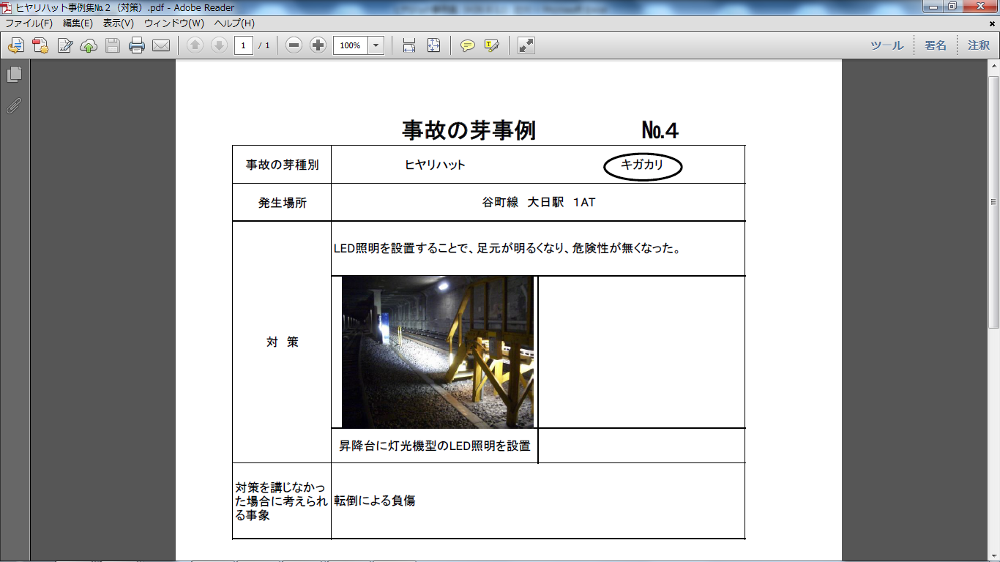 ヒヤリハット事例集№２（対策）.pdf - Adobe Reader
ファイル(F) 編集(E) 表示(V) ウィンドウ(W) ヘルプ(H)
1 / 1 100% ツール 署名 注釈
事故の芽事例 №.4
事故の芽種別 ヒヤリハット キガカリ
発生場所 谷町線 大日駅 1AT
対 策
LED照明を設置することで、足元が明るくなり、危険性が無くなった。
昇降台に灯光機型のLED照明を設置
対策を講じなかっ
た場合に考えられ
る事象
転倒による負傷